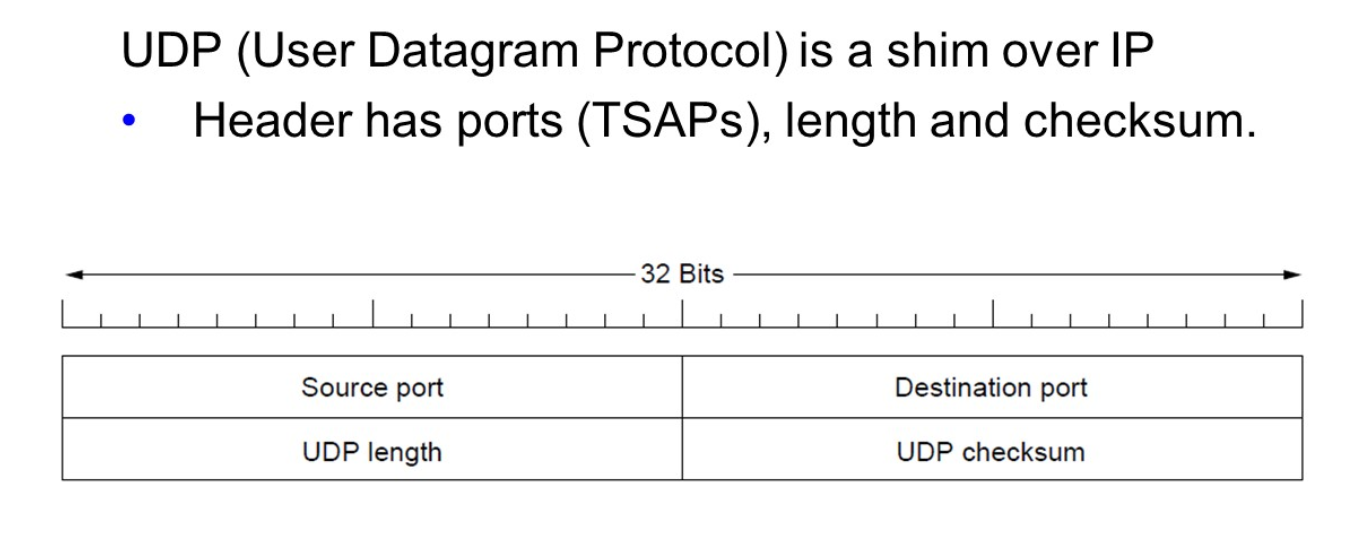 UDP (User Datagram Protocol) is a shim over IP
• Header has ports (TSAPs), length and checksum.
32 Bits
Source port Destination port
UDP length UDP checksum